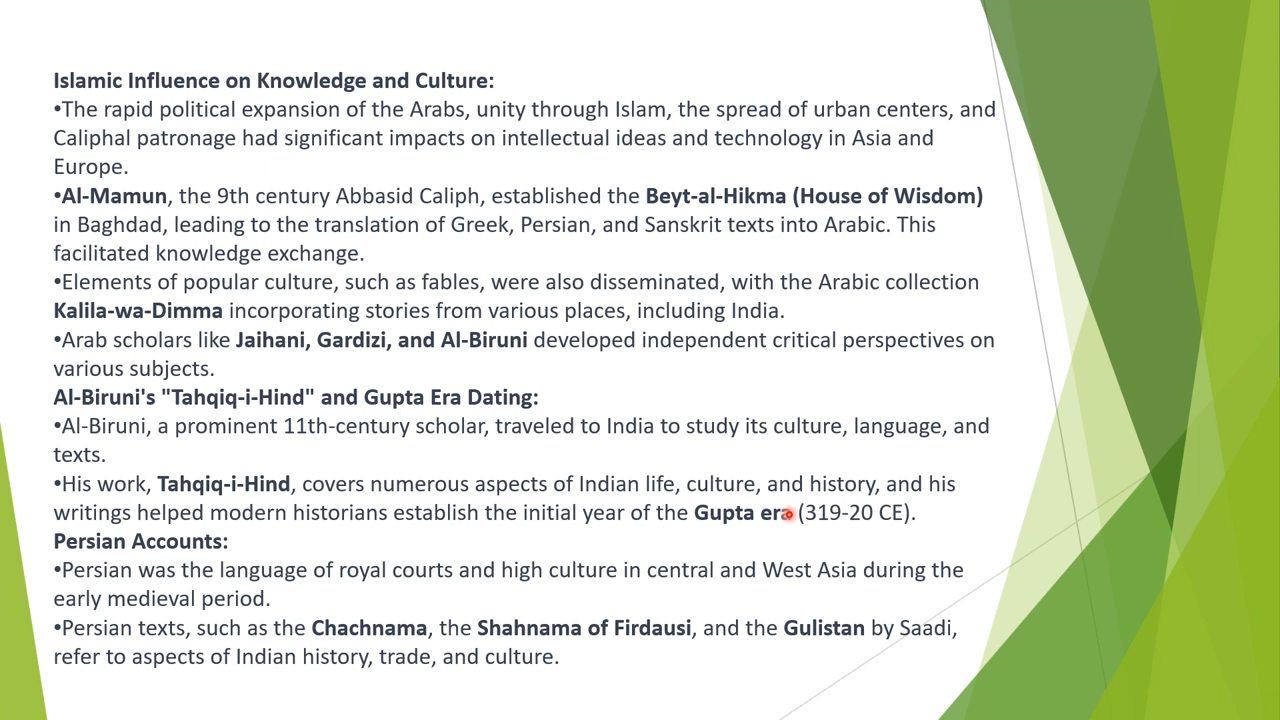 Islamic Influence on Knowledge and Culture:
•The rapid political expansion of the Arabs, unity through Islam, the spread of urban centers, and
Caliphal patronage had significant impacts on intellectual ideas and technology in Asia and
Europe.
•Al-Mamun, the 9th century Abbasid Caliph, established the Beyt-al-Hikma (House of Wisdom)
in Baghdad, leading to the translation of Greek, Persian, and Sanskrit texts into Arabic. This
facilitated knowledge exchange.
•Elements of popular culture, such as fables, were also disseminated, with the Arabic collection
Kalila-wa-Dimma incorporating stories from various places, including India.
•Arab scholars like Jaihani, Gardizi, and Al-Biruni developed independent critical perspectives on
various subjects.
Al-Biruni's "Tahqiq-i-Hind" and Gupta Era Dating:
•Al-Biruni, a prominent 11th-century scholar, traveled to India to study its culture, language, and
texts.
•His work, Tahqiq-i-Hind, covers numerous aspects of Indian life, culture, and history, and his
writings helped modern historians establish the initial year of the Gupta era (319-20 CE).
Persian Accounts:
•Persian was the language of royal courts and high culture in central and West Asia during the
early medieval period.
•Persian texts, such as the Chachnama, the Shahnama of Firdausi, and the Gulistan by Saadi,
refer to aspects of Indian history, trade, and culture.